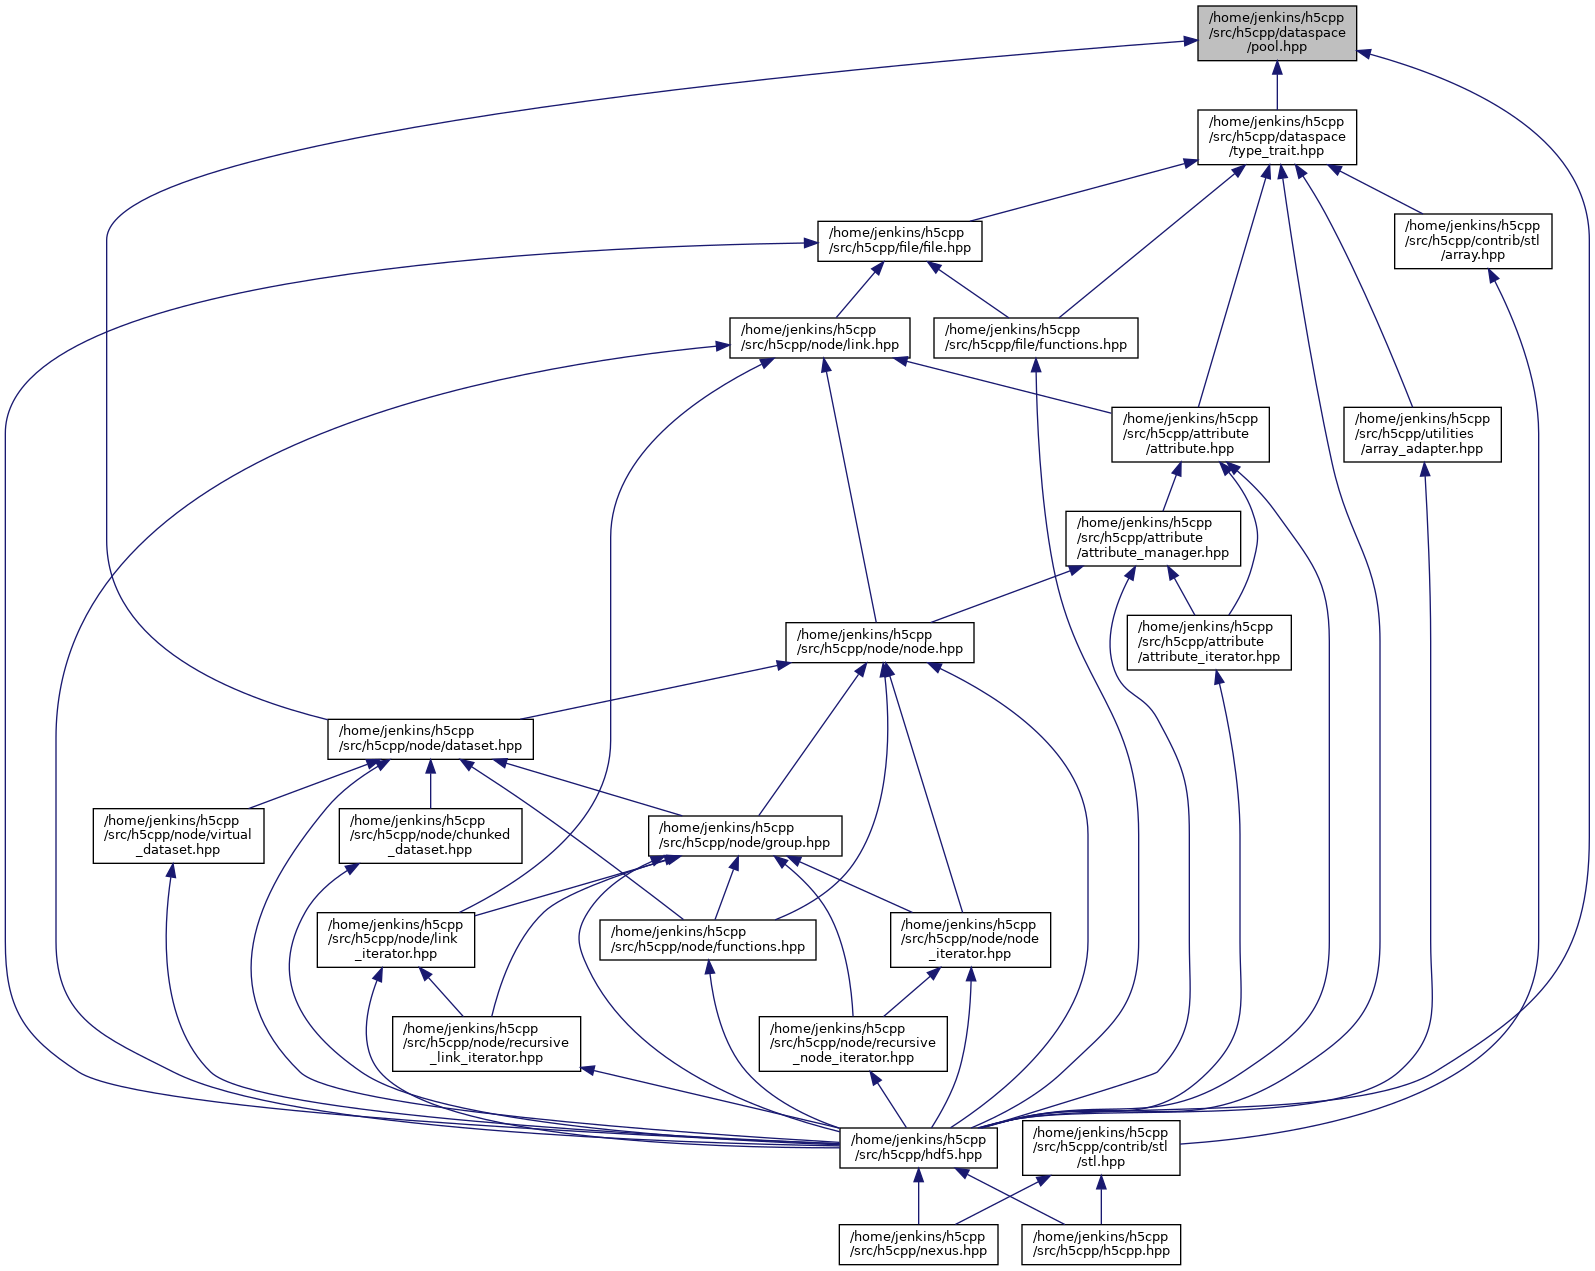 /home/jenkins/h5cpp
/src/h5cpp/dataspace
/pool.hpp
/home/jenkins/h5cpp
/src/h5cpp/dataspace
/type_trait.hpp
/home/jenkins/h5cpp
/src/h5cpp/file/file.hpp
/home/jenkins/h5cpp
/src/h5cpp/contrib/stl
/array.hpp
/home/jenkins/h5cpp
/src/h5cpp/node/link.hpp
/home/jenkins/h5cpp
/src/h5cpp/file/functions.hpp
/home/jenkins/h5cpp
/src/h5cpp/attribute
/attribute.hpp
/home/jenkins/h5cpp
/src/h5cpp/utilities
/array_adapter.hpp
/home/jenkins/h5cpp
/src/h5cpp/attribute
/attribute_manager.hpp
/home/jenkins/h5cpp
/src/h5cpp/node/node.hpp
/home/jenkins/h5cpp
/src/h5cpp/attribute
/attribute_iterator.hpp
/home/jenkins/h5cpp
/src/h5cpp/node/dataset.hpp
/home/jenkins/h5cpp
/src/h5cpp/node/virtual
_dataset.hpp
/home/jenkins/h5cpp
/src/h5cpp/node/chunked
_dataset.hpp
/home/jenkins/h5cpp
/src/h5cpp/node/group.hpp
/home/jenkins/h5cpp
/src/h5cpp/node/link
_iterator.hpp
/home/jenkins/h5cpp
/src/h5cpp/node/functions.hpp
/home/jenkins/h5cpp
/src/h5cpp/node/node
_iterator.hpp
/home/jenkins/h5cpp
/src/h5cpp/node/recursive
_link_iterator.hpp
/home/jenkins/h5cpp
/src/h5cpp/node/recursive
_node_iterator.hpp
/home/jenkins/h5cpp
/src/h5cpp/hdf5.hpp
/home/jenkins/h5cpp
/src/h5cpp/contrib/stl
/stl.hpp
/home/jenkins/h5cpp
/src/h5cpp/nexus.hpp
/home/jenkins/h5cpp
/src/h5cpp/h5cpp.hpp